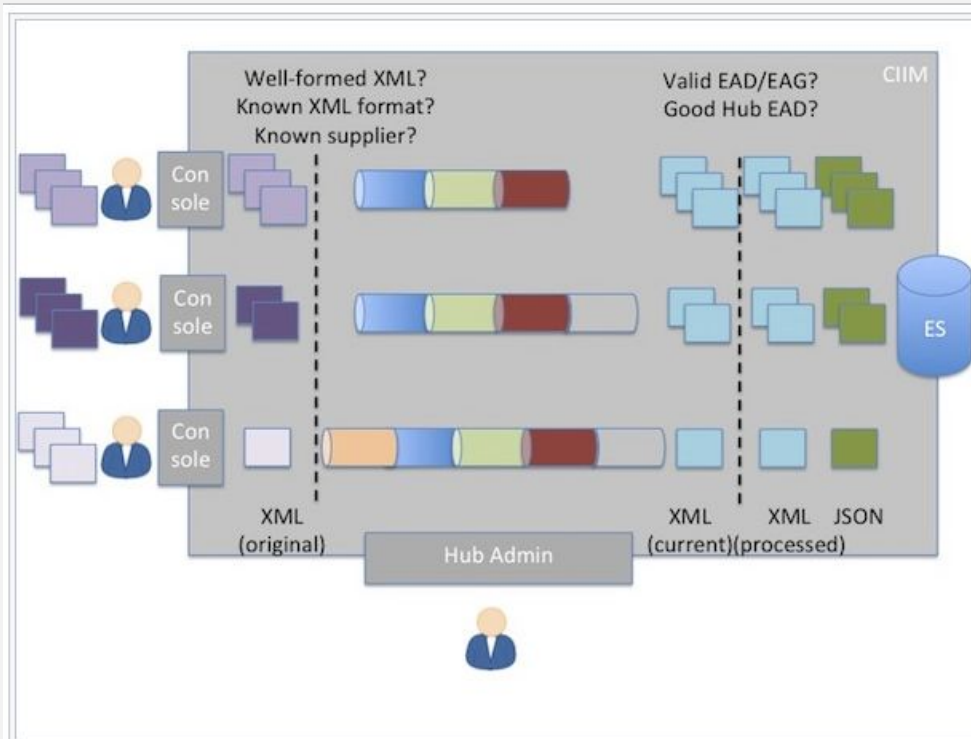 Well-formed XML?
Known XML format?
Known supplier?
Valid EAD/EAG?
Good Hub EAD?
CIIM
Con
sole
Con
sole
Con
sole
ES
XML
(original)
XML
(current)
XML
(processed)
JSON
Hub Admin